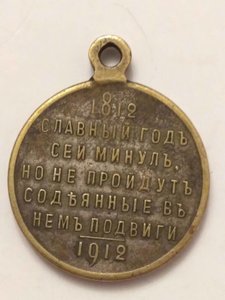 1812
СЛАВНЫЙ ГОДЪ
СЕЙ МИНУЛЪ,
НО НЕ ПРОЙДУТЪ
СОДѢЯННЫЕ ВЪ
НЕМЪ ПОДВИГИ
1912